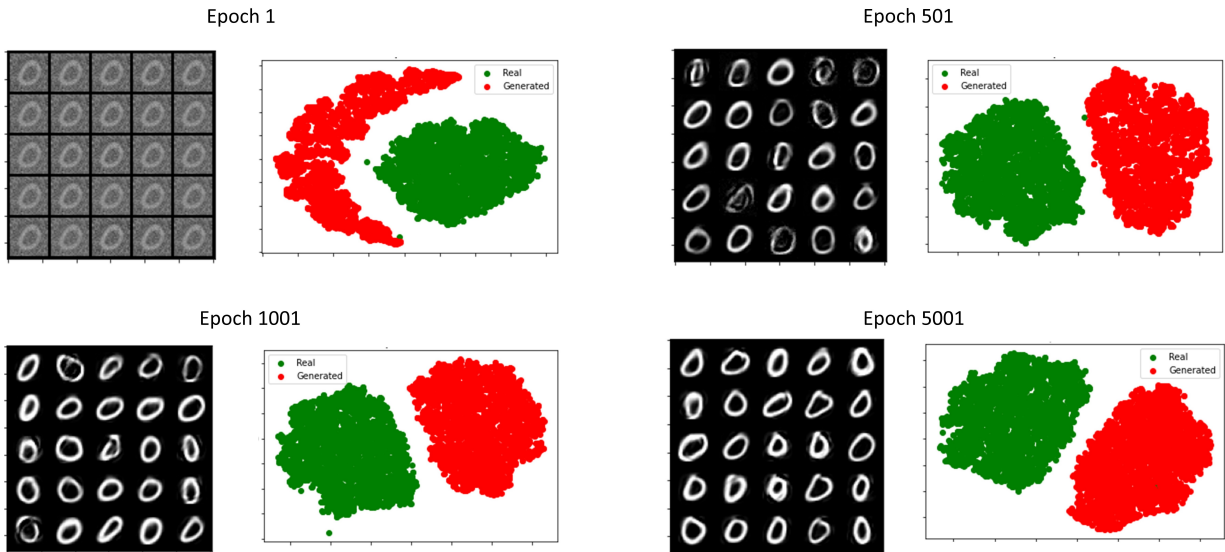 Epoch 1
Real
Generated
Epoch 501
Real
Generated
Epoch 1001
Real
Generated
Epoch 5001
Real
Generated